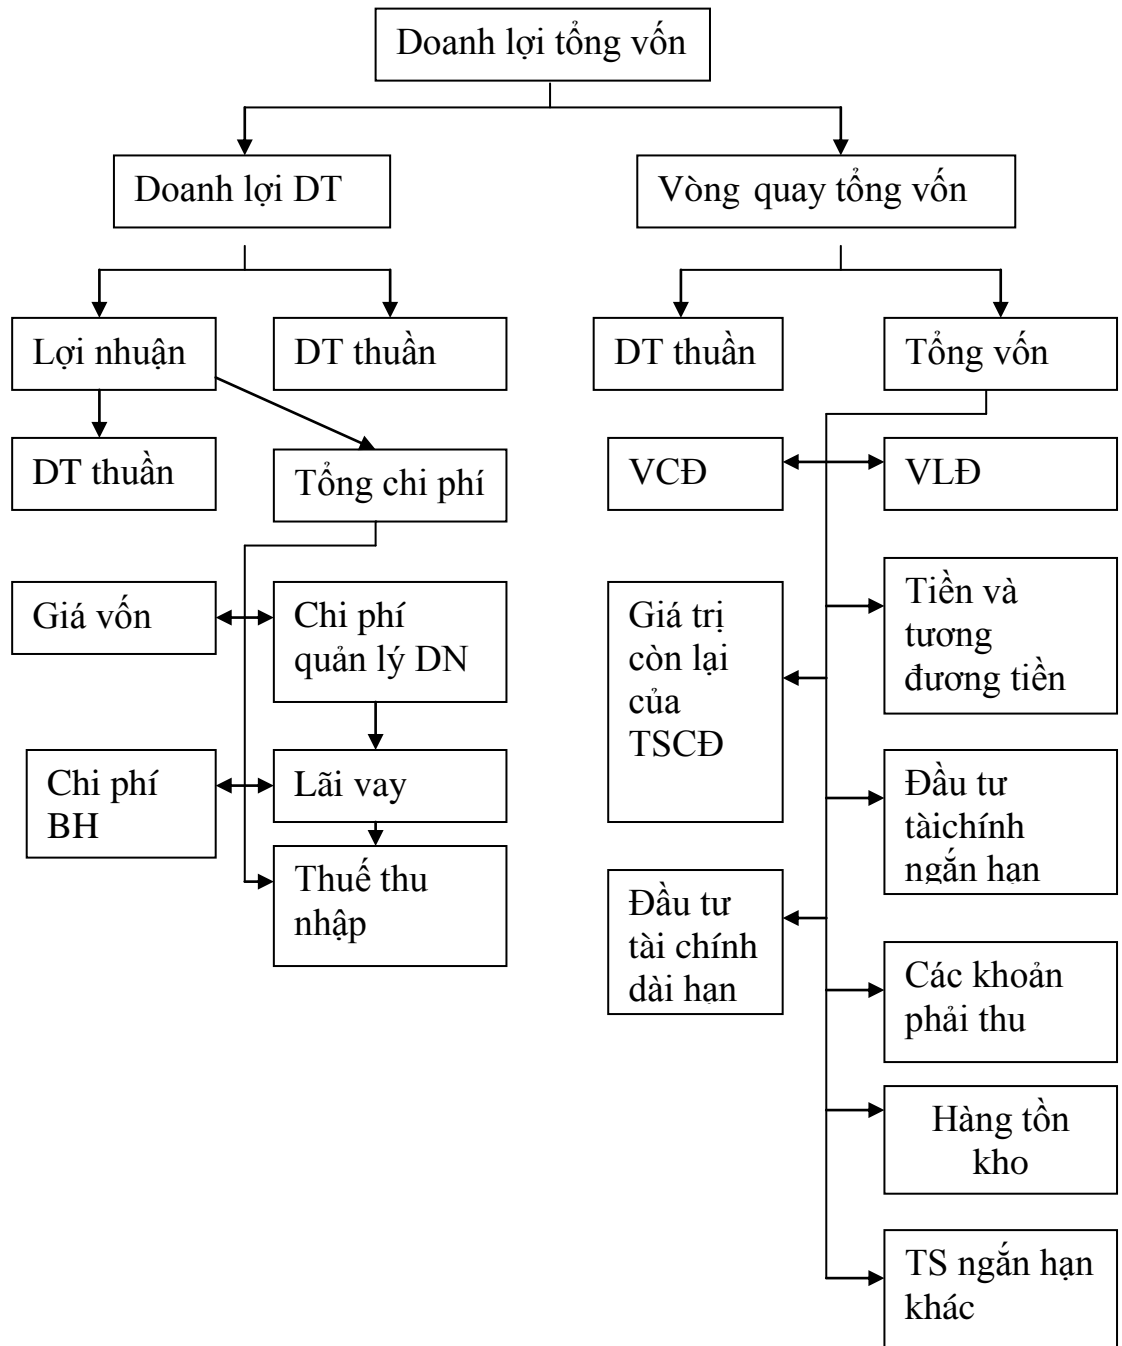 Doanh lợi tổng vốn
Doanh lợi DT
Vòng quay tổng vốn
Lợi nhuận
DT thuần
DT thuần
Tổng vốn
DT thuần
Tổng chi phí
VCĐ
VLĐ
Giá vốn
Chi phí
quản lý DN
Giá trị
còn lại
của
TSCĐ
Tiền và
tương
đương tiền
Chi phí
BH
Lãi vay
Đầu tư
tàichính
ngắn hạn
Thuế thu
nhập
Đầu tư
tài chính
dài hạn
Các khoản
phải thu
Hàng tồn
kho
TS ngắn hạn
khác